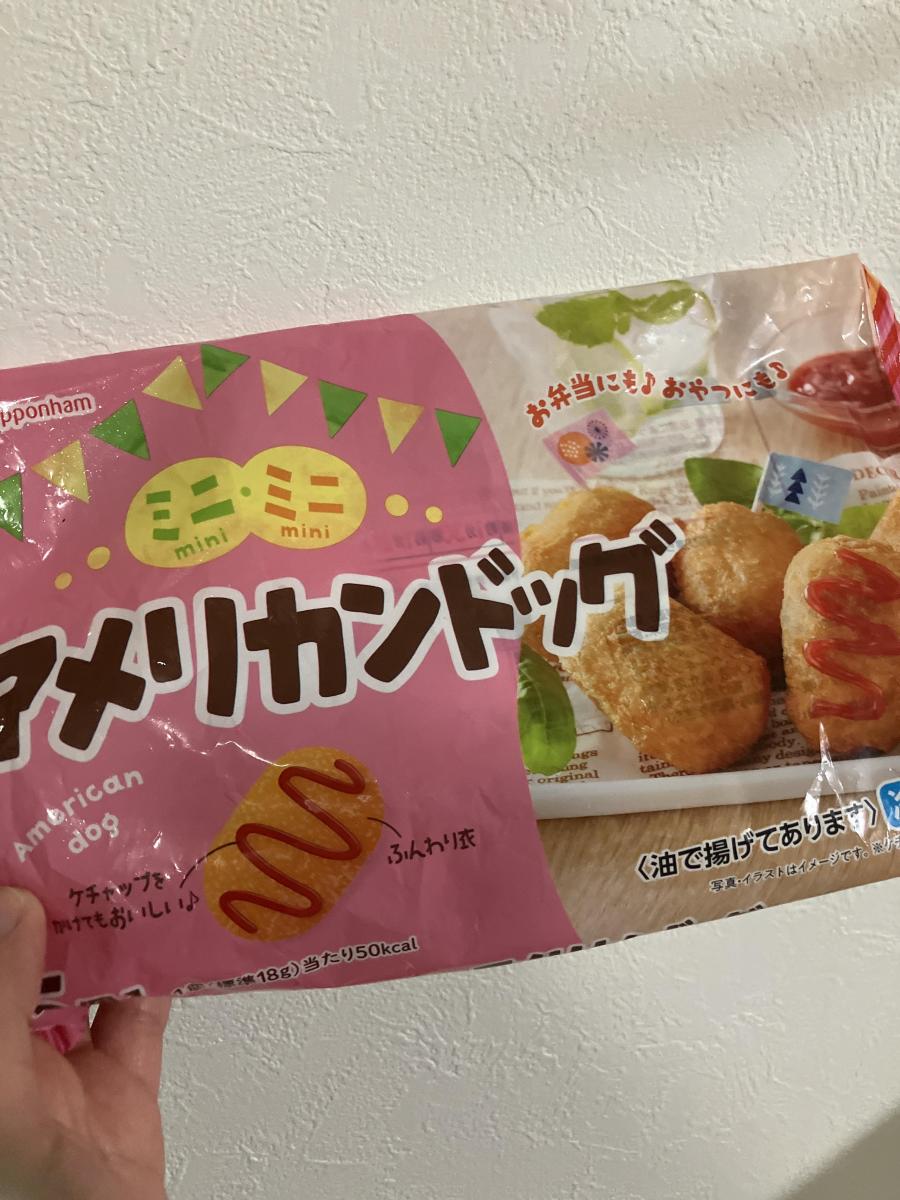 pponham
お弁当にも♪おやつにも♪
ミニ・ミニ
mini mini
アメリカンドッグ
American
dog
ふんわり衣
ケチャップを
かけてもおいしい♪
1個(標準18g)当たり50kcal
〈油で揚げてあります〉
写真・イラストはイメージです。